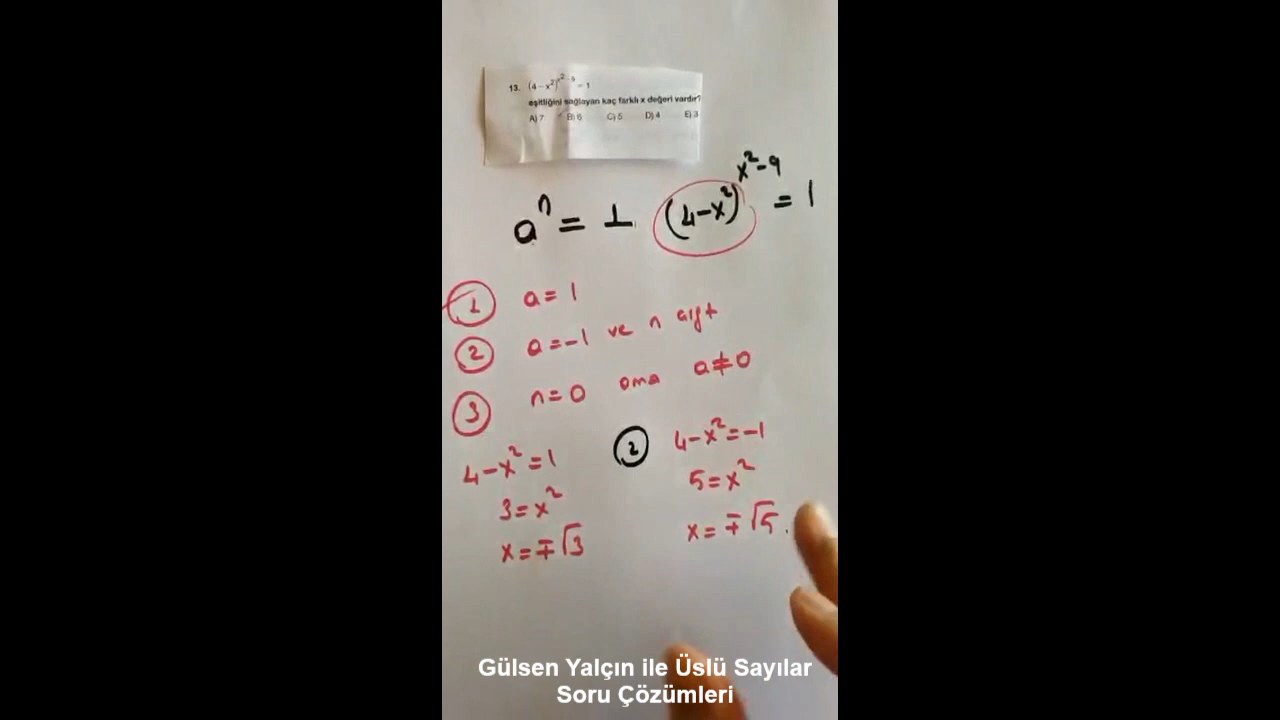 13. (4-x²)^x²-9 = 1
eşitliğini sağlayan kaç farklı x değeri vardır?
A) 7 B) 6 C) 5 D) 4 E) 3
aⁿ = 1 (4-x²)^x²-9 = 1
1 a = 1
2 a = -1 ve n çift
3 n = 0 ama a ≠ 0
4-x² = 1
3 = x²
x = ∓√3
2 4-x² = -1
5 = x²
x = ∓√5.
Gülsen Yalçın ile Üslü Sayılar
Soru Çözümleri